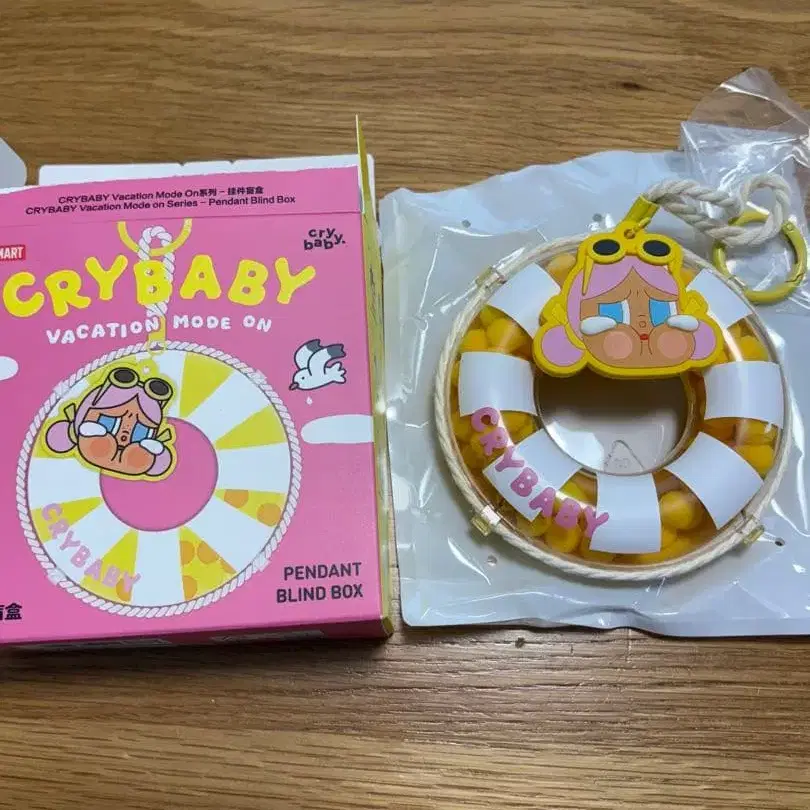 CRYBABY Vacation Mode On系列 - 挂件盲盒
CRYBABY Vacation Mode on Series - Pendant Blind Box
MART
cry
baby.
CRYBABY
VACATION MODE ON
CRYBABY
PENDANT
BLIND BOX
盲盒
CRYBABY